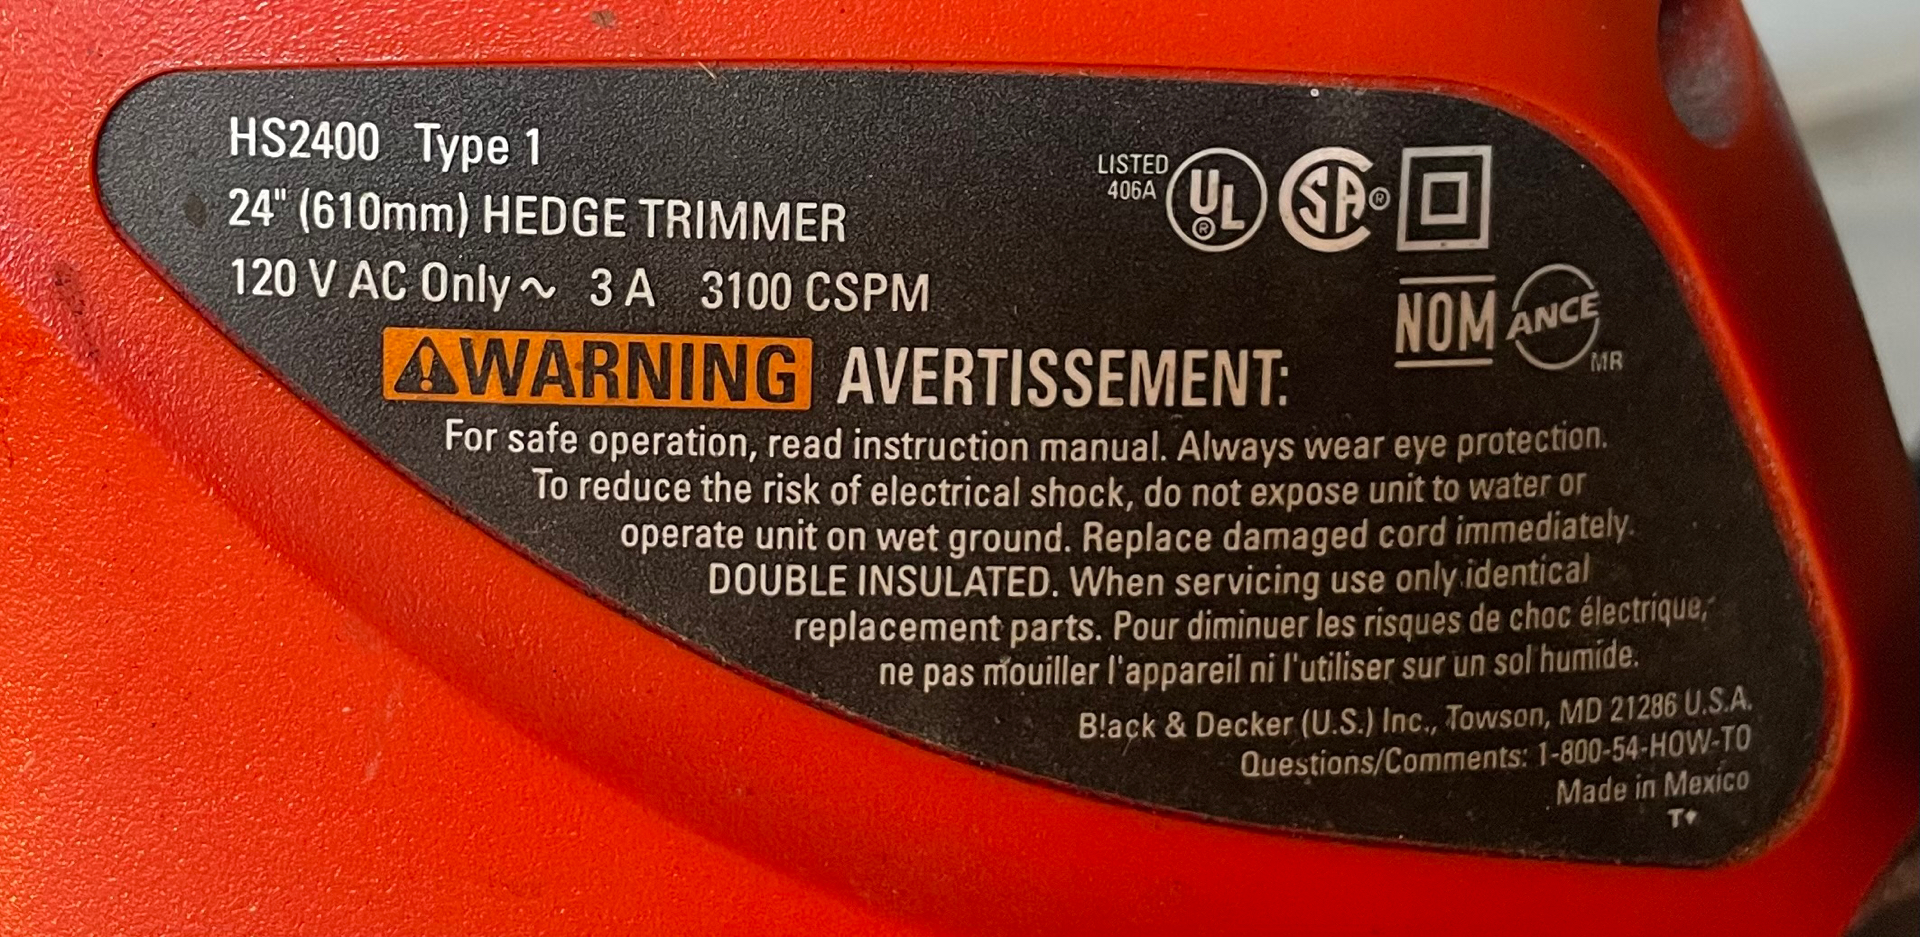 HS2400 Type 1
24" (610mm) HEDGE TRIMMER
120 V AC Only ~ 3 A 3100 CSPM
LISTED
406A
UL ®
SA ®
NOM ANCE
MR
WARNING AVERTISSEMENT:
For safe operation, read instruction manual. Always wear eye protection.
To reduce the risk of electrical shock, do not expose unit to water or
operate unit on wet ground. Replace damaged cord immediately.
DOUBLE INSULATED. When servicing use only identical
replacement parts. Pour diminuer les risques de choc électrique,
ne pas mouiller l'appareil ni l'utiliser sur un sol humide.
Black & Decker (U.S.) Inc., Towson, MD 21286 U.S.A.
Questions/Comments: 1-800-54-HOW-TO
Made in Mexico